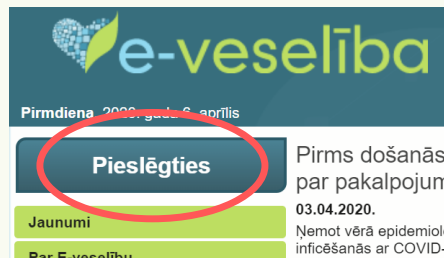 e-veselība
Pirmdiena, 2020. gada 6. aprīlis
Pieslēgties
Jaunumi
Par E-veselību
Pirms došanās
par pakalpojum
03.04.2020.
Ņemot vērā epidemiolo
inficēšanās ar COVID-